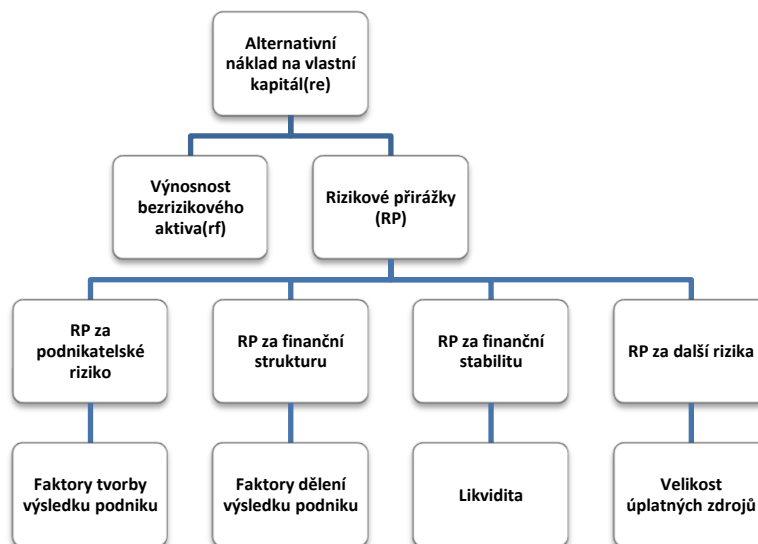 Alternativní
náklad na vlastní
kapitál(re)
Výnosnost
bezrizikového
aktiva(rf)
Rizikové přirážky
(RP)
RP za
podnikatelské
riziko
RP za finanční
strukturu
RP za finanční
stabilitu
RP za další rizika
Faktory tvorby
výsledku podniku
Faktory dělení
výsledku podniku
Likvidita
Velikost
úplatných zdrojů